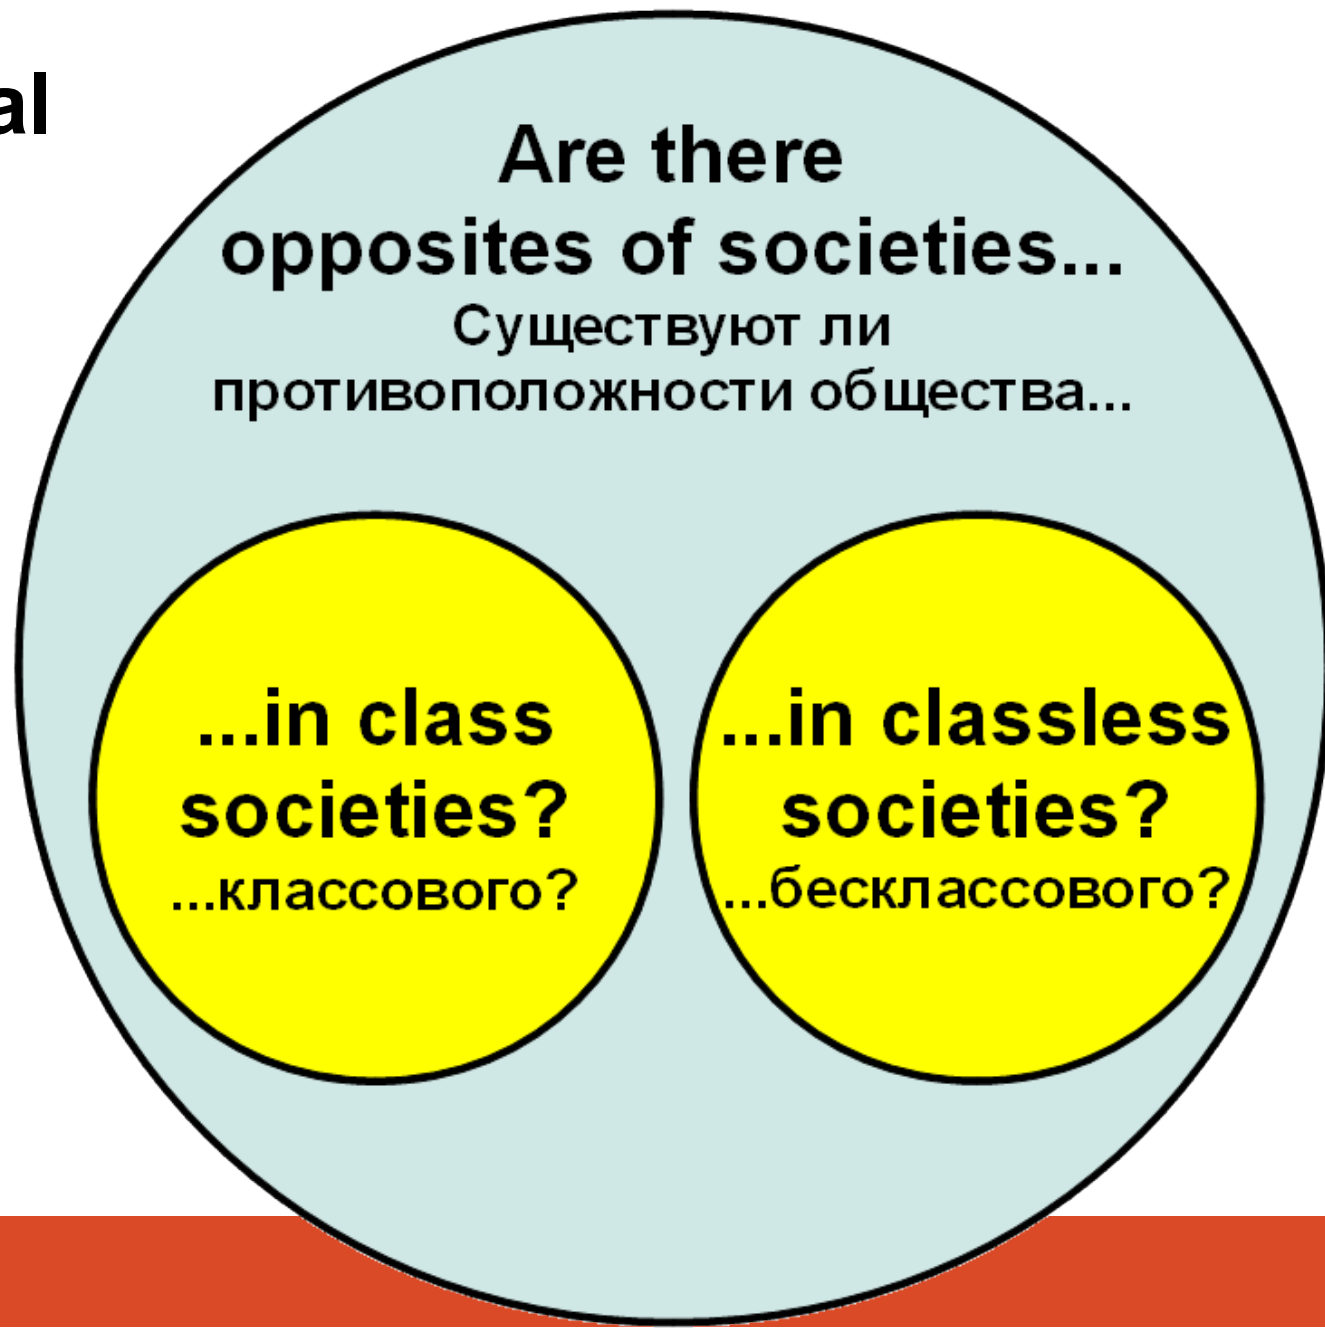 al
Are there
opposites of societies...
Существуют ли
противоположности общества...
...in class
societies?
...классового?
...in classless
societies?
...бесклассового?